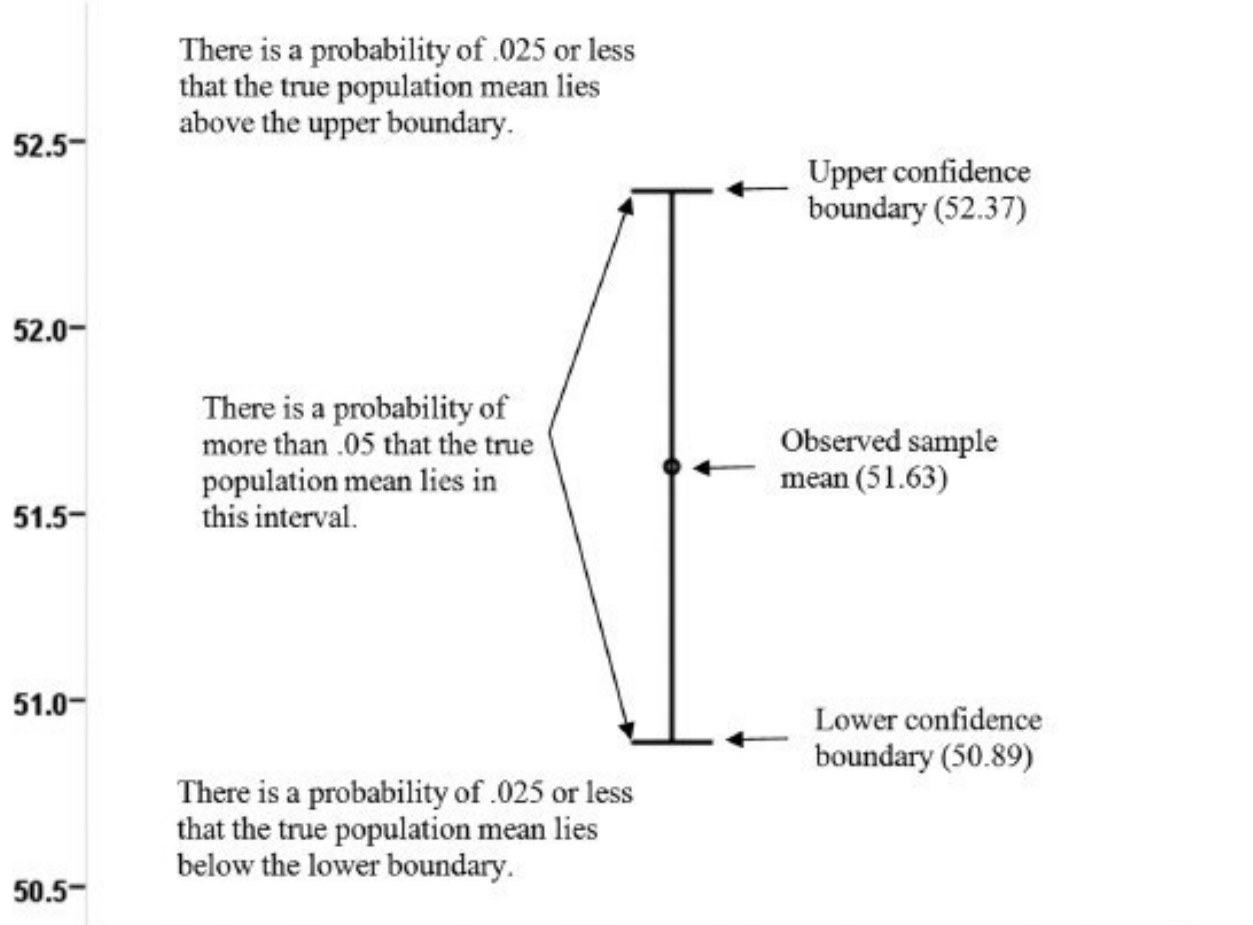 There is a probability of .025 or less
that the true population mean lies
above the upper boundary.
52.5
Upper confidence
boundary (52.37)
52.0
There is a probability of
more than .05 that the true
population mean lies in
this interval.
Observed sample
mean (51.63)
51.5
51.0
Lower confidence
boundary (50.89)
There is a probability of .025 or less
that the true population mean lies
below the lower boundary.
50.5